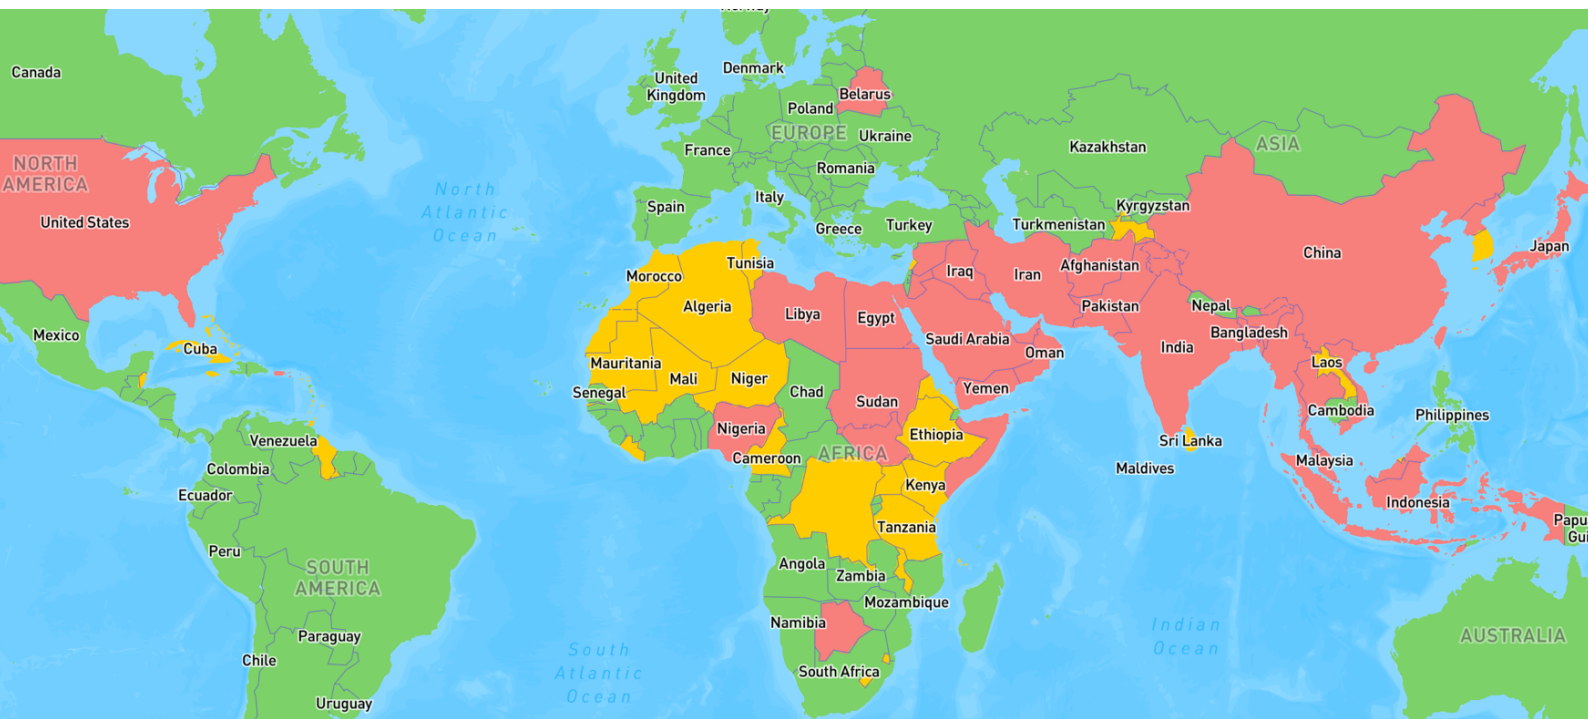 Norway
Canada
United
Kingdom
Denmark
Belarus
Poland
EUROPE
Ukraine
France
Kazakhstan
ASIA
NORTH
AMERICA
Romania
North
Atlantic
Ocean
Italy
Spain
Kyrgyzstan
United States
Greece
Turkey
Turkmenistan
China
Japan
Morocco
Tunisia
Iraq
Iran
Afghanistan
Algeria
Pakistan
Nepal
Mexico
Libya
Egypt
Bangladesh
Saudi Arabia
Cuba
India
Oman
Mauritania
Mali
Niger
Laos
Senegal
Chad
Yemen
Sudan
Cambodia
Philippines
Nigeria
Ethiopia
Venezuela
Sri Lanka
Cameroon
AFRICA
Malaysia
Colombia
Maldives
Kenya
Ecuador
Indonesia
Papu
Gui
Tanzania
Peru
Angola
SOUTH
AMERICA
Zambia
Mozambique
Namibia
Indian
Ocean
Paraguay
AUSTRALIA
South
Atlantic
Ocean
Chile
South Africa
Uruguay